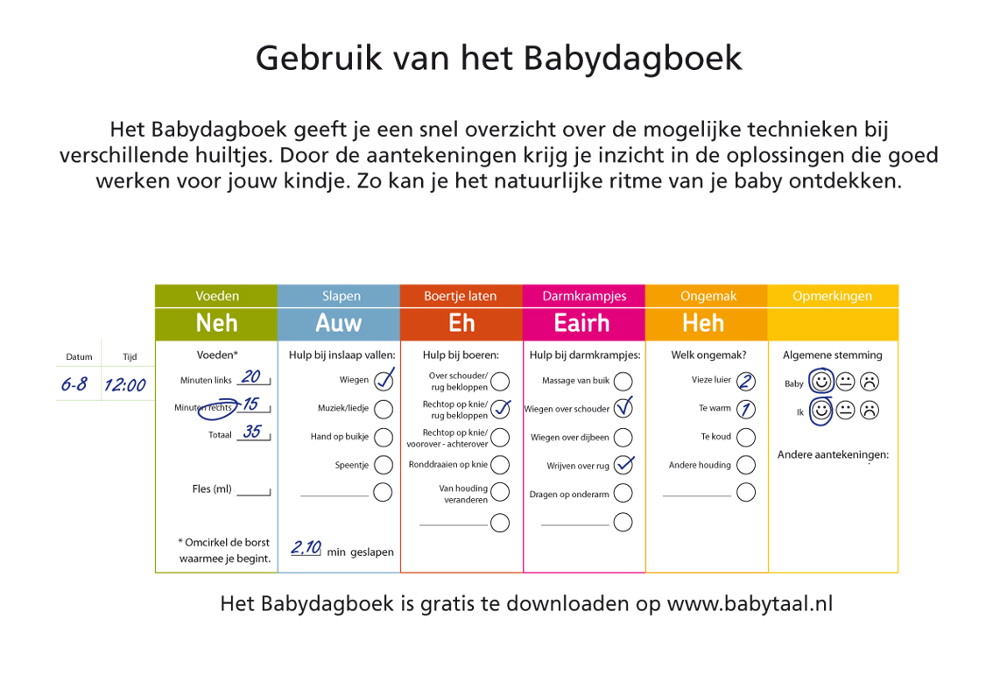 Gebruik van het Babydagboek
Het Babydagboek geeft je een snel overzicht over de mogelijke technieken bij
verschillende huiltjes. Door de aantekeningen krijg je inzicht in de oplossingen die goed
werken voor jouw kindje. Zo kan je het natuurlijke ritme van je baby ontdekken.
Datum Tijd
6-8 12:00
Voeden
Neh
Voeden*
Minuten links 20
Minuten rechts 15
Totaal 35
Fles (ml)
* Omcirkel de borst
waarmee je begint.
Slapen
Auw
Hulp bij inslaap vallen:
Wiegen
Muziek/liedje
Hand op buikje
Speentje
2,10 min geslapen
Boertje laten
Eh
Hulp bij boeren:
Over schouder/
rug bekloppen
Rechtop op knie/
rug bekloppen
Rechtop op knie/
voorover - achterover
Ronddraaien op knie
Van houding
veranderen
Darmkrampjes
Eairh
Hulp bij darmkrampjes:
Massage van buik
Wiegen over schouder
Wiegen over dijbeen
Wrijven over rug
Dragen op onderarm
Ongemak
Heh
Welk ongemak?
Vieze luier 2
Te warm 1
Te koud
Andere houding
Opmerkingen
Algemene stemming
Baby
Ik
Andere aantekeningen:
Het Babydagboek is gratis te downloaden op www.babytaal.nl